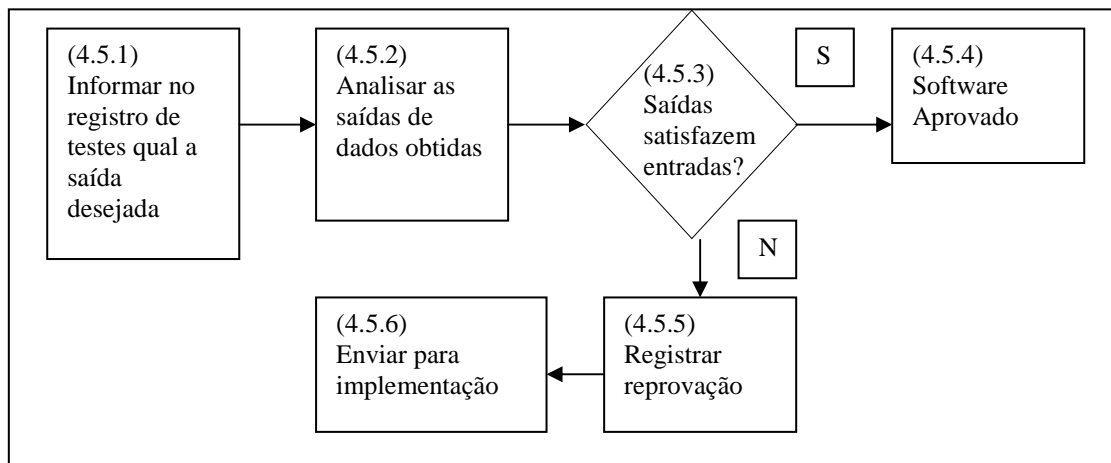 (4.5.1)
Informar no
registro de
testes qual a
saída
desejada
(4.5.2)
Analisar as
saídas de
dados obtidas
(4.5.3)
Saídas
satisfazem
entradas?
S
(4.5.4)
Software
Aprovado
N
(4.5.5)
Registrar
reprovação
(4.5.6)
Enviar para
implementação